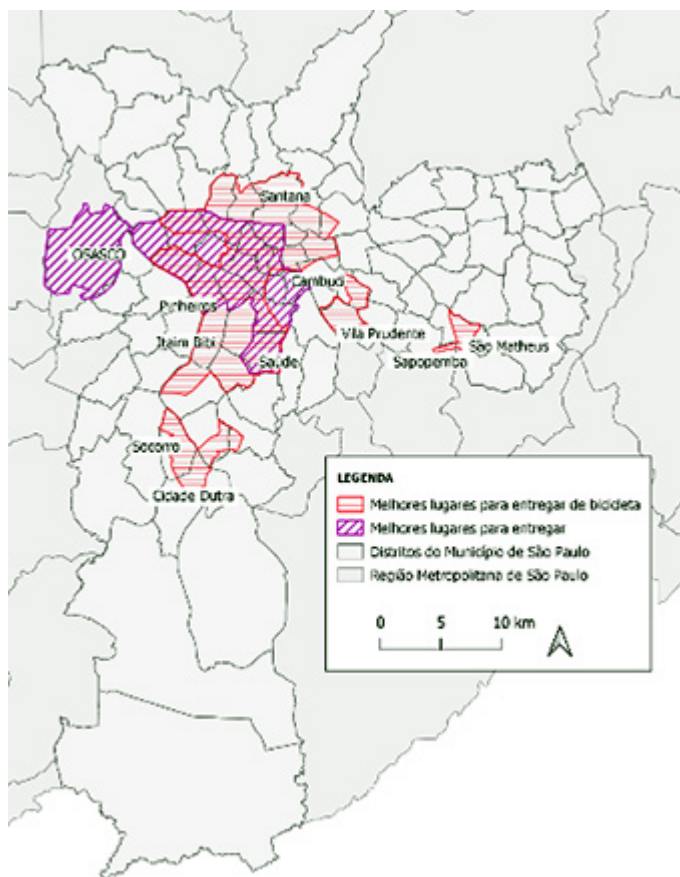 Santana
OSASCO
Cambuci
Pinheiros
Vila Prudente
Itaim Bibi
São Matheus
Saúde
Sapopemba
Socorro
Cidade Dutra
LEGENDA
Melhores lugares para entregar de bicicleta
Melhores lugares para entregar
Distritos do Município de São Paulo
Região Metropolitana de São Paulo
0 5 10 km